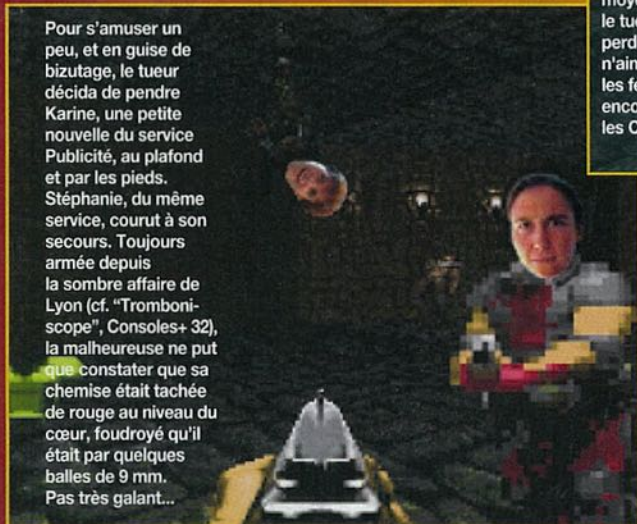 Pour s'amuser un
peu, et en guise de
bizutage, le tueur
décida de pendre
Karine, une petite
nouvelle du service
Publicité, au plafond
et par les pieds.
Stéphanie, du même
service, courut à son
secours. Toujours
armée depuis
la sombre affaire de
Lyon (cf. “Tromboni-
scope”, Consoles+ 32),
la malheureuse ne put
que constater que sa
chemise était tachée
de rouge au niveau du
cœur, foudroyé qu'il
était par quelques
balles de 9 mm.
Pas très galant...
le
n'ain
les
les